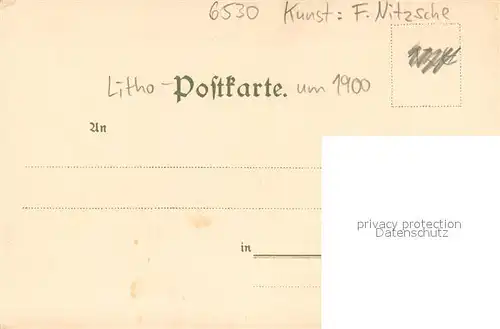 6530 Kunst: F. Nitzsche
Litho-Postkarte. um 1900
An
privacy protection
Datenschutz
in